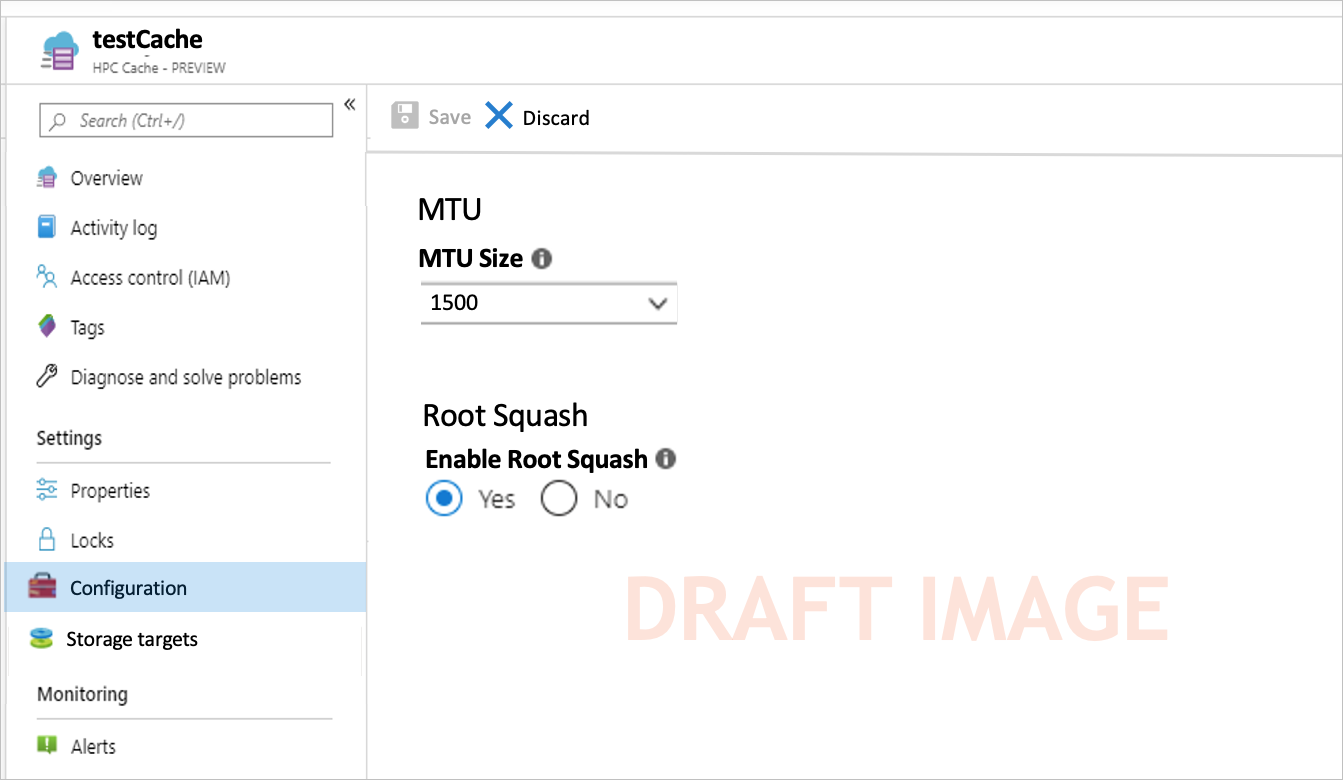 testCache
HPC Cache - PREVIEW
Search (Ctrl+/)
«
Overview
Activity log
Access control (IAM)
Tags
Diagnose and solve problems
Settings
Properties
Locks
Configuration
Storage targets
Monitoring
Alerts
Save Discard
MTU
MTU Size
1500
Root Squash
Enable Root Squash
Yes No
DRAFT IMAGE